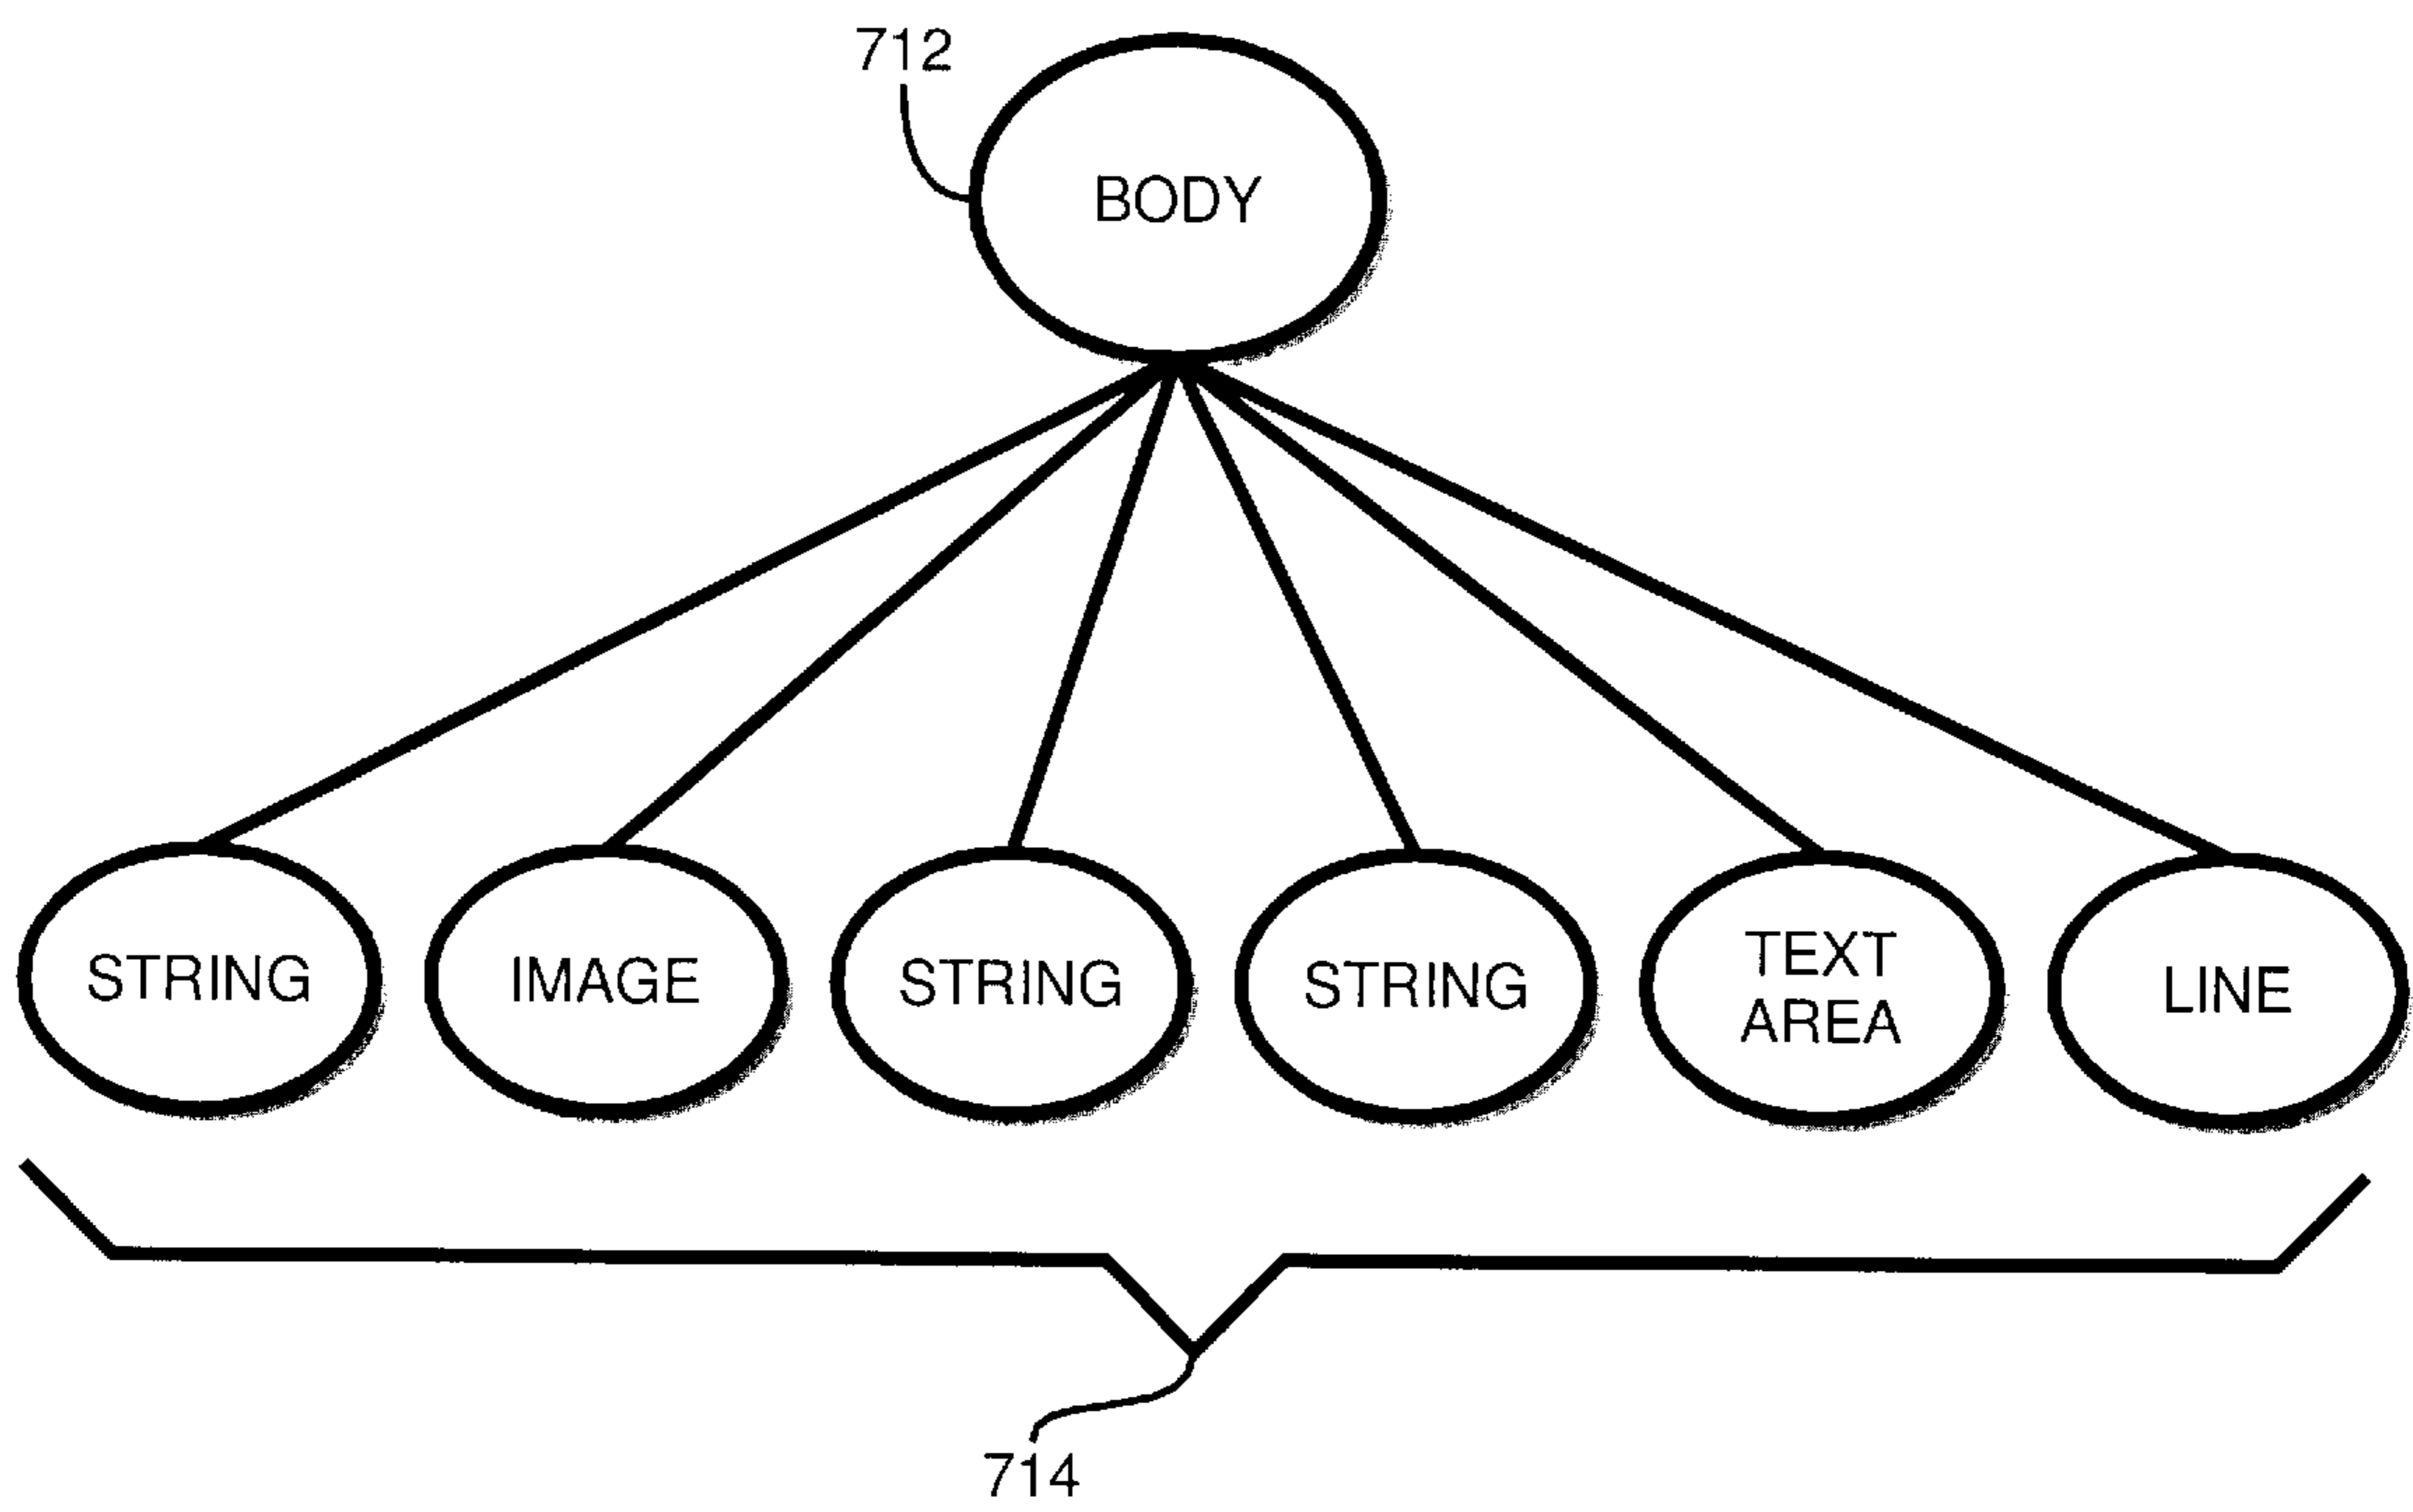 712
BODY
STRING
IMAGE
STRING
STRING
TEXT
AREA
LINE
714